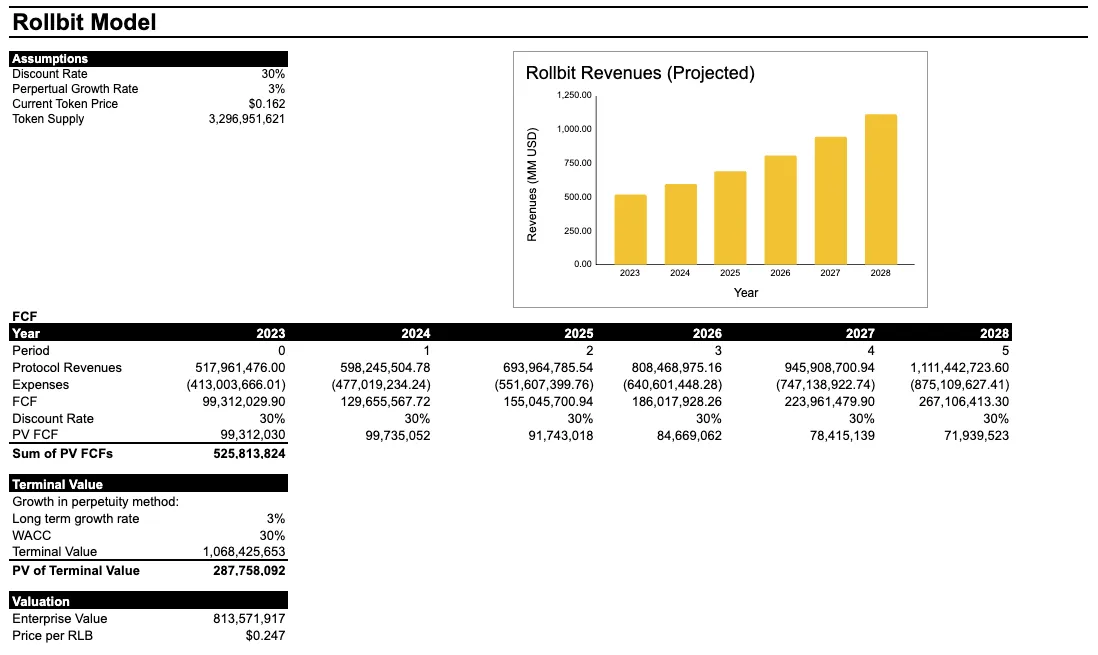 Rollbit Model
Assumptions
Discount Rate 30%
Perpertual Growth Rate 3%
Current Token Price $0.162
Token Supply 3,296,951,621
Rollbit Revenues (Projected)
Revenues (MM USD)
1,250.00
1,000.00
750.00
500.00
250.00
0.00
2023 2024 2025 2026 2027 2028
Year
FCF
Year 2023 2024 2025 2026 2027 2028
Period 0 1 2 3 4 5
Protocol Revenues 517,961,476.00 598,245,504.78 693,964,785.54 808,468,975.16 945,908,700.94 1,111,442,723.60
Expenses (413,003,666.01) (477,019,234.24) (551,607,399.76) (640,601,448.28) (747,138,922.74) (875,109,627.41)
FCF 99,312,029.90 129,655,567.72 155,045,700.94 186,017,928.26 223,961,479.90 267,106,413.30
Discount Rate 30% 30% 30% 30% 30% 30%
PV FCF 99,312,030 99,735,052 91,743,018 84,669,062 78,415,139 71,939,523
Sum of PV FCFs 525,813,824
Terminal Value
Growth in perpetuity method:
Long term growth rate 3%
WACC 30%
Terminal Value 1,068,425,653
PV of Terminal Value 287,758,092
Valuation
Enterprise Value 813,571,917
Price per RLB $0.247